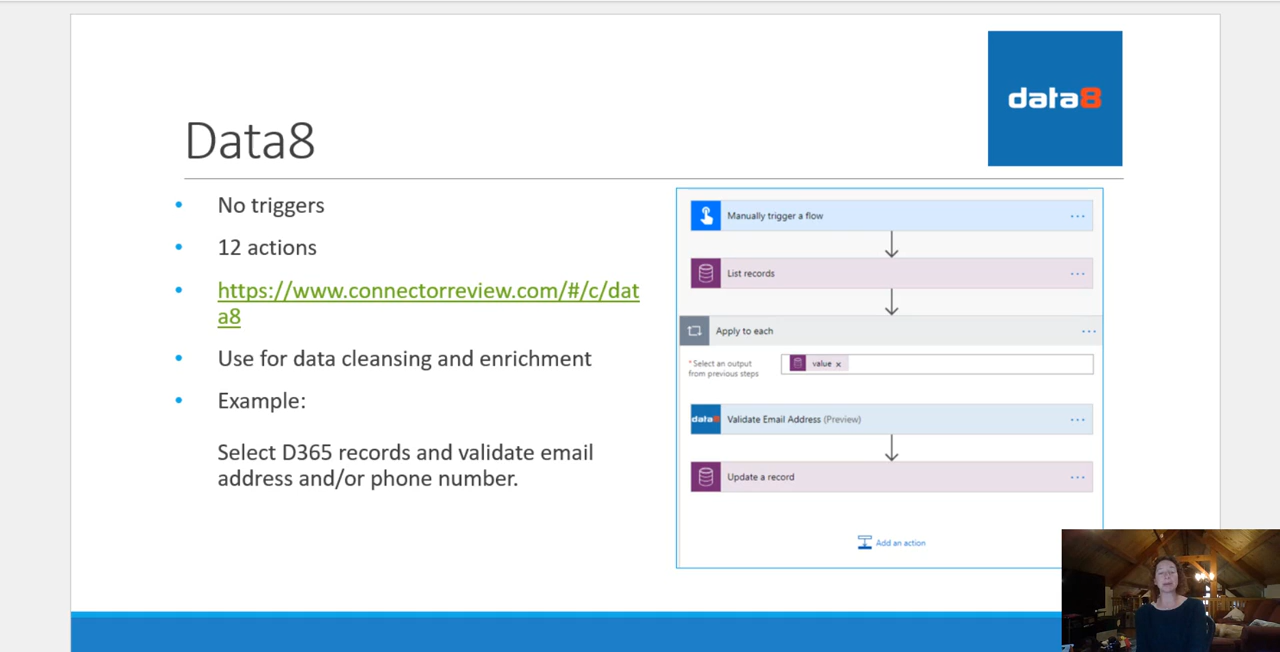 data8
Data8
No triggers
12 actions
https://www.connectorreview.com/#/c/dat
a8
Use for data cleansing and enrichment
Example:
Select D365 records and validate email
address and/or phone number.
Manually trigger a flow
List records
Apply to each
*Select an output
from previous steps
value x
data8 Validate Email Address (Preview)
Update a record
Add an action